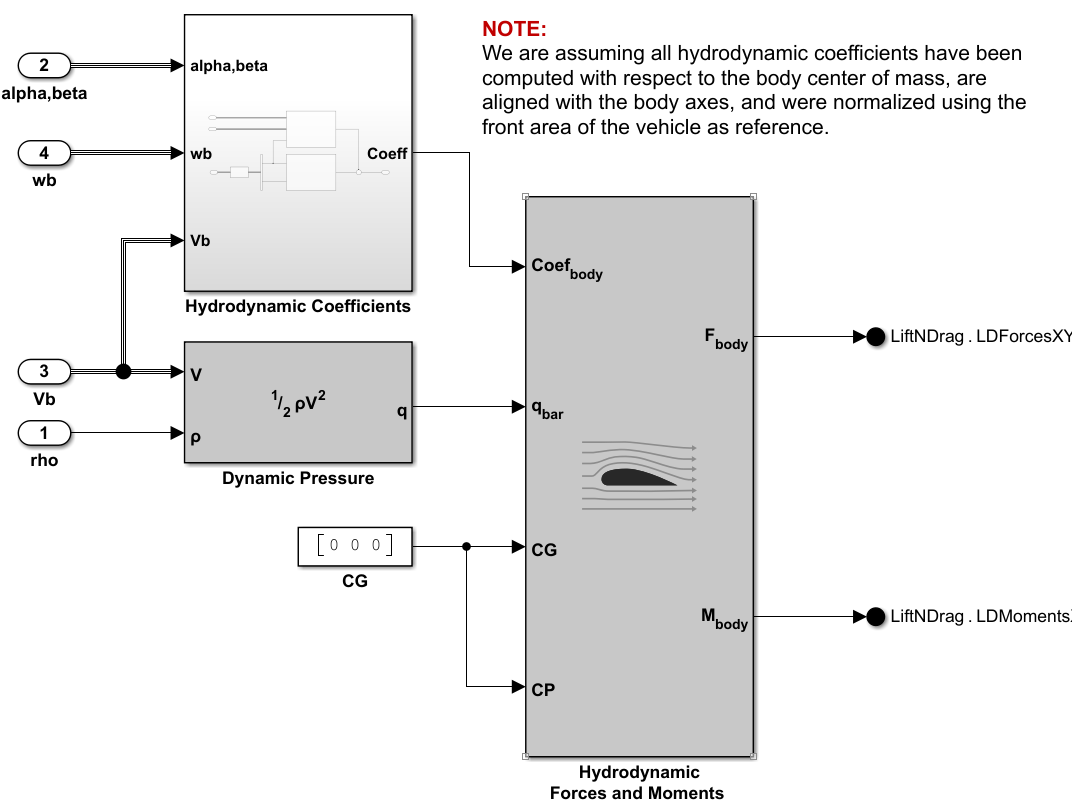 NOTE:
We are assuming all hydrodynamic coefficients have been
computed with respect to the body center of mass, are
aligned with the body axes, and were normalized using the
front area of the vehicle as reference.
2
alpha,beta
4
wb
alpha,beta
wb
Coeff
Vb
Hydrodynamic Coefficients
3
Vb
1
rho
V
1/2 ρV2
q
ρ
Dynamic Pressure
[0 0 0]
CG
Coef body
F body
q bar
CG
M body
CP
Hydrodynamic
Forces and Moments
LiftNDrag . LDForcesXY
LiftNDrag . LDMoments